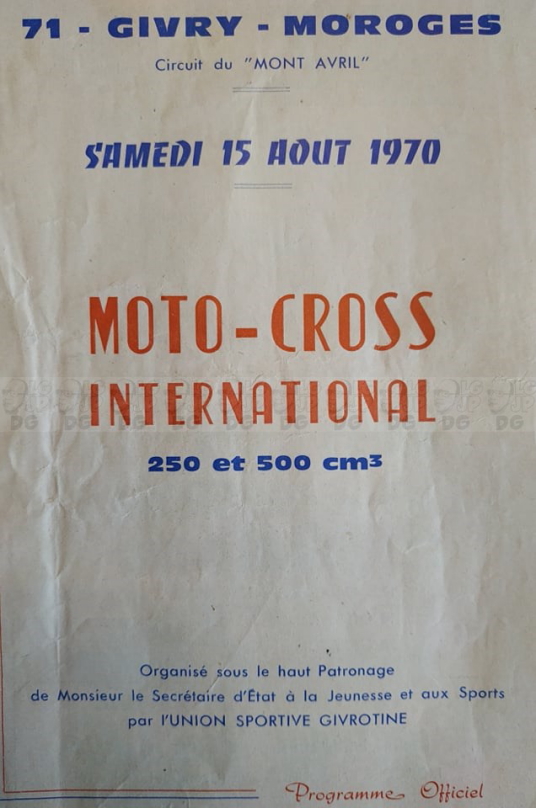 71 - GIVRY - MOROGES
Circuit du "MONT AVRIL"
SAMEDI 15 AOUT 1970
MOTO-CROSS
INTERNATIONAL
250 et 500 cm³
Organisé sous le haut Patronage
de Monsieur le Secrétaire d'État à la Jeunesse et aux Sports
par l'UNION SPORTIVE GIVROTINE
Programme Officiel